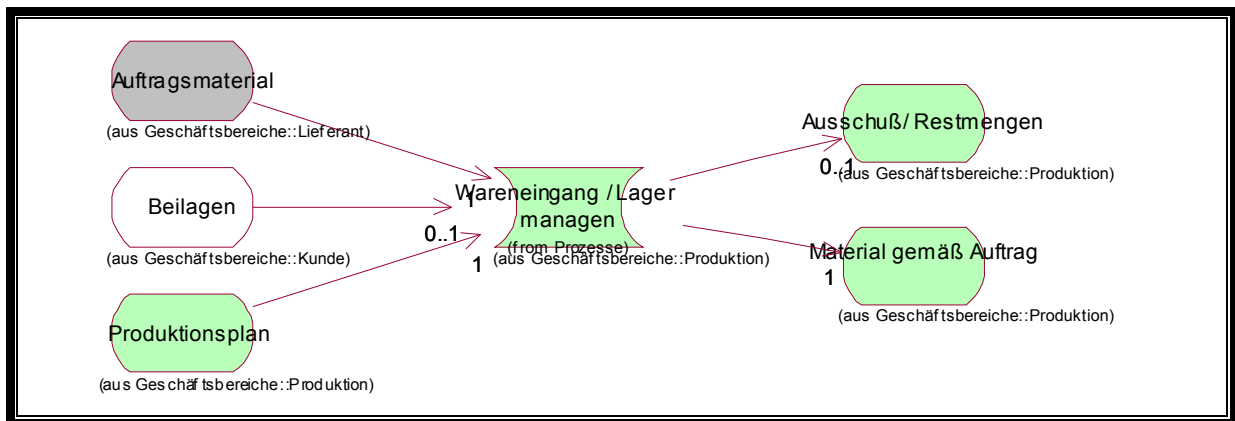 Auftragsmaterial
(aus Geschäftsbereiche::Lieferant)
Beilagen
(aus Geschäftsbereiche::Kunde)
Produktionsplan
(aus Geschäftsbereiche::Produktion)
1
0..1
1
Wareneingang / Lager
managen
(from Prozesse)
(aus Geschäftsbereiche::Produktion)
Ausschuß/ Restmengen
0..1
(aus Geschäftsbereiche::Produktion)
Material gemäß Auftrag
1
(aus Geschäftsbereiche::Produktion)